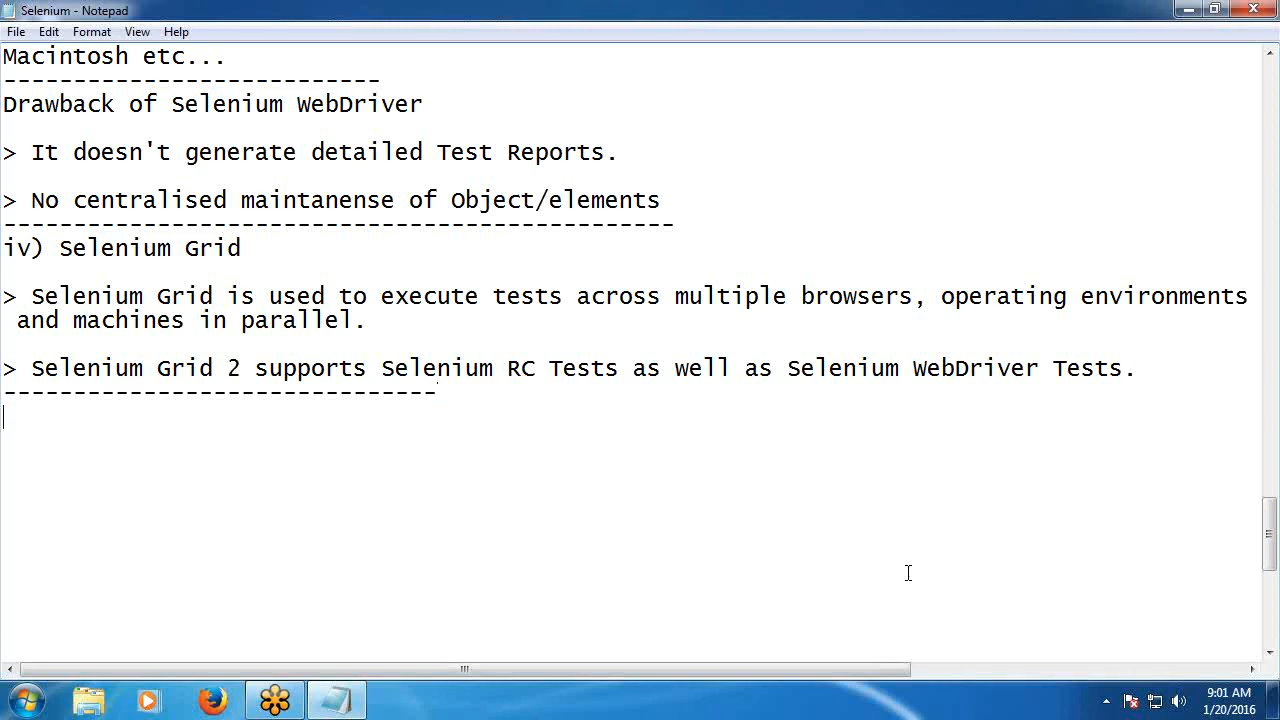 Selenium - Notepad
File Edit Format View Help
Macintosh etc...
---------------------------
Drawback of Selenium WebDriver
> It doesn't generate detailed Test Reports.
> No centralised maintanense of Object/elements
------------------------------------------------
iv) Selenium Grid
> Selenium Grid is used to execute tests across multiple browsers, operating environments
and machines in parallel.
> Selenium Grid 2 supports Selenium RC Tests as well as Selenium WebDriver Tests.
-------------------------------
9:01 AM
1/20/2016